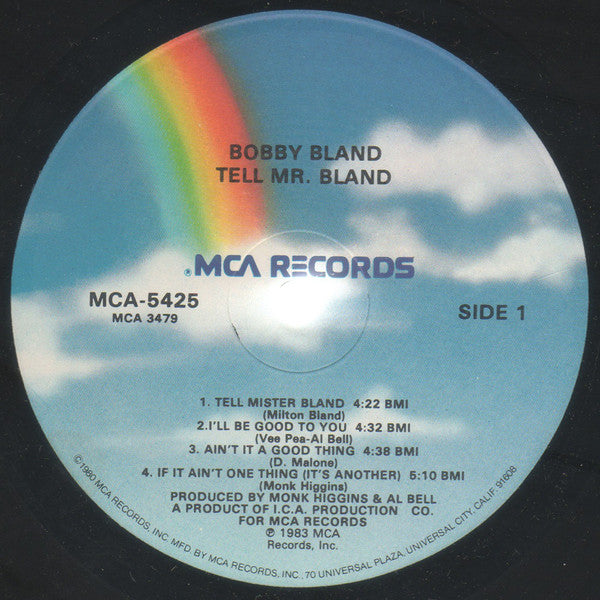 BOBBY BLAND
TELL MR. BLAND
®MCA RECORDS
MCA-5425
MCA 3479
SIDE 1
1. TELL MISTER BLAND 4:22 BMI
(Milton Bland)
2.I'LL BE GOOD TO YOU 4:32 BMI
(Vee Pea-Al Bell)
3. AIN'T IT A GOOD THING 4:38 BMI
(D. Malone)
4. IF IT AIN'T ONE THING (IT'S ANOTHER) 5:10 BMI
(Monk Higgins)
PRODUCED BY MONK HIGGINS & AL BELL
A PRODUCT OF I.C.A. PRODUCTION CO.
FOR MCA RECORDS
℗ 1983 MCA
Records, Inc.
©1980 MCA RECORDS, INC. MFD. BY MCA RECORDS, INC., 70 UNIVERSAL PLAZA, UNIVERSAL CITY, CALIF. 91608